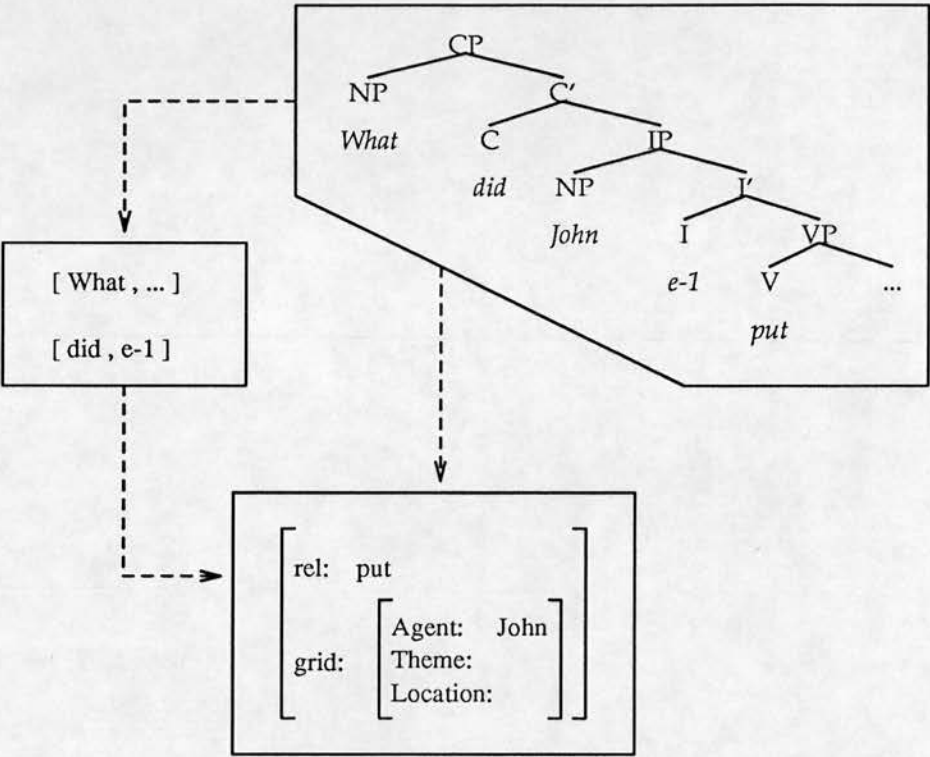 CP
NP C′
What C IP
did NP I′
John I VP
e-1 V ...
put
[ What , ... ]
[ did , e-1 ]
rel: put
grid:
Agent: John
Theme:
Location: